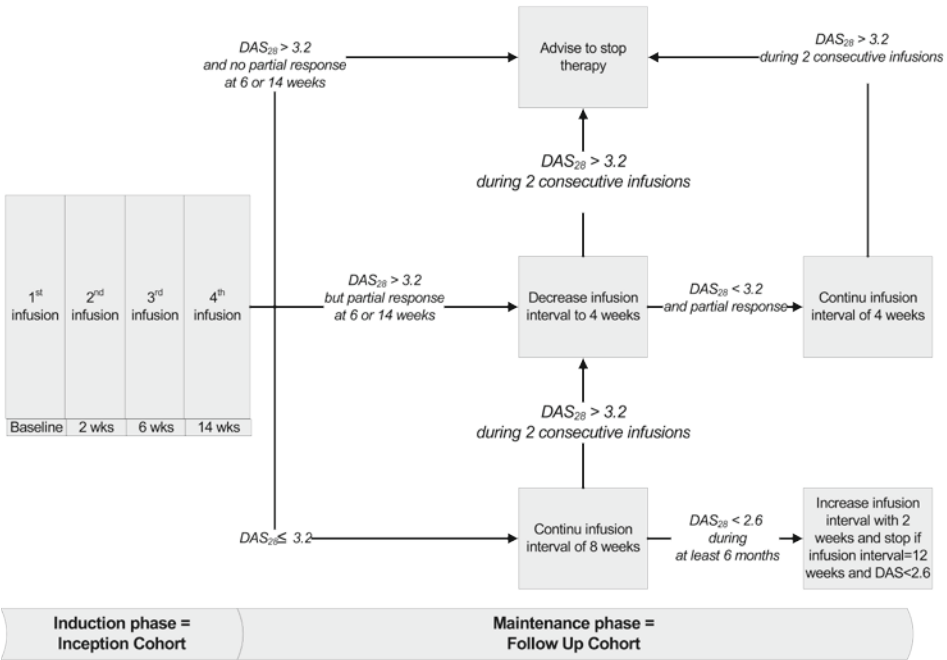 DAS28 > 3.2
and no partial response
at 6 or 14 weeks
Advise to stop
therapy
DAS28 > 3.2
during 2 consecutive infusions
DAS28 > 3.2
during 2 consecutive infusions
1st
infusion
2nd
infusion
3rd
infusion
4th
infusion
Baseline
2 wks
6 wks
14 wks
DAS28 > 3.2
but partial response
at 6 or 14 weeks
Decrease infusion
interval to 4 weeks
DAS28 < 3.2
and partial response
Continu infusion
interval of 4 weeks
DAS28 > 3.2
during 2 consecutive infusions
DAS28≤ 3.2
Continu infusion
interval of 8 weeks
DAS28 < 2.6
during
at least 6 months
Increase infusion
interval with 2
weeks and stop if
infusion interval=12
weeks and DAS<2.6
Induction phase =
Inception Cohort
Maintenance phase =
Follow Up Cohort